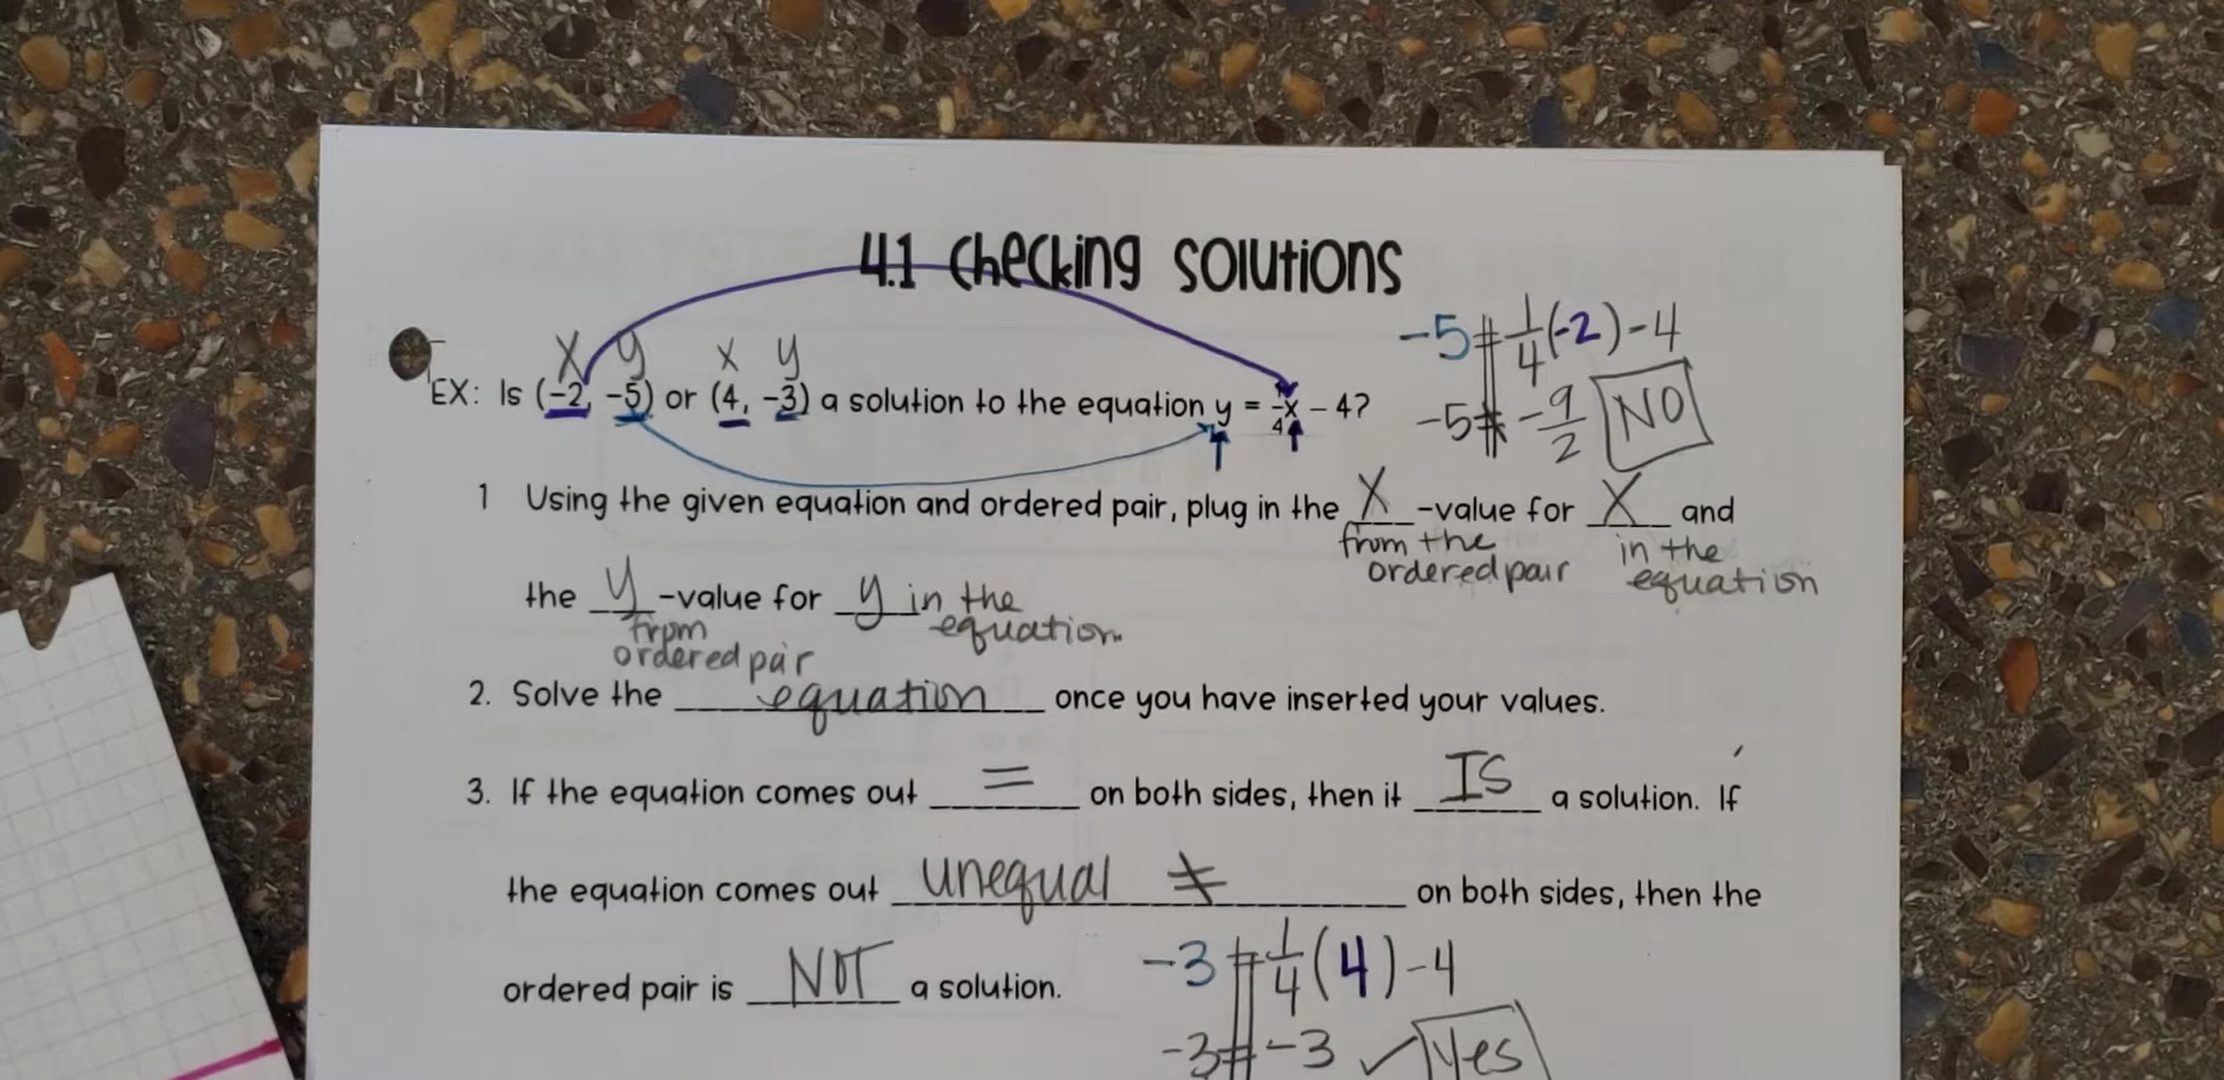 4.1 Checking Solutions
x y x y
EX: Is (-2, -5) or (4, -3) a solution to the equation y = 1/4x - 4?
-5 = 1/4(-2) - 4
-5 ≠ -9/2 NO
1 Using the given equation and ordered pair, plug in the X -value for X and
from the ordered pair in the equation
the y -value for y in the equation.
from ordered pair
2. Solve the equation once you have inserted your values.
3. If the equation comes out = on both sides, then it IS a solution. If
the equation comes out unequal ≠ on both sides, then the
ordered pair is NOT a solution.
-3 = 1/4(4) - 4
-3 = -3 ✓ Yes